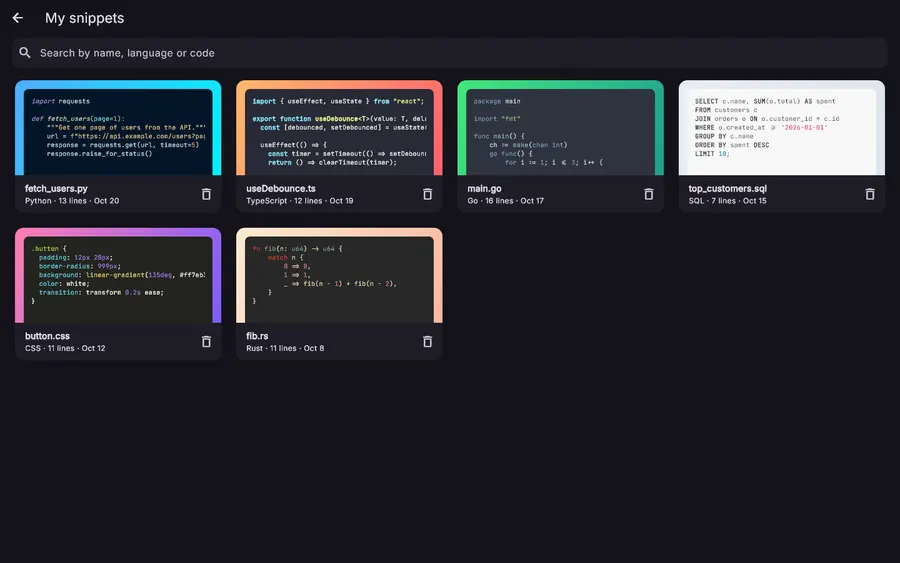 My snippets
Search by name, language or code
import requests
def fetch_users(page=1):
"""Get one page of users from the API."""
url = f"https://api.example.com/users?pag
response = requests.get(url, timeout=5)
response.raise_for_status()
fetch_users.py
Python · 13 lines · Oct 20
import { useEffect, useState } from "react";
export function useDebounce<T>(value: T, dela
const [debounced, setDebounced] = useState
useEffect(() => {
const timer = setTimeout(() => setDeboun
return () => clearTimeout(timer);
useDebounce.ts
TypeScript · 12 lines · Oct 19
package main
import "fmt"
func main() {
ch := make(chan int)
go func() {
for i := 1; i <= 3; i++ {
main.go
Go · 16 lines · Oct 17
SELECT c.name, SUM(o.total) AS spent
FROM customers c
JOIN orders o ON o.customer_id = c.id
WHERE o.created_at >= '2026-01-01'
GROUP BY c.name
ORDER BY spent DESC
LIMIT 10;
top_customers.sql
SQL · 7 lines · Oct 15
.button {
padding: 12px 20px;
border-radius: 999px;
background: linear-gradient(135deg, #ff7eb3
color: white;
transition: transform 0.2s ease;
}
button.css
CSS · 11 lines · Oct 12
fn fib(n: u64) -> u64 {
match n {
0 => 0,
1 => 1,
_ => fib(n - 1) + fib(n - 2),
}
}
fib.rs
Rust · 11 lines · Oct 8